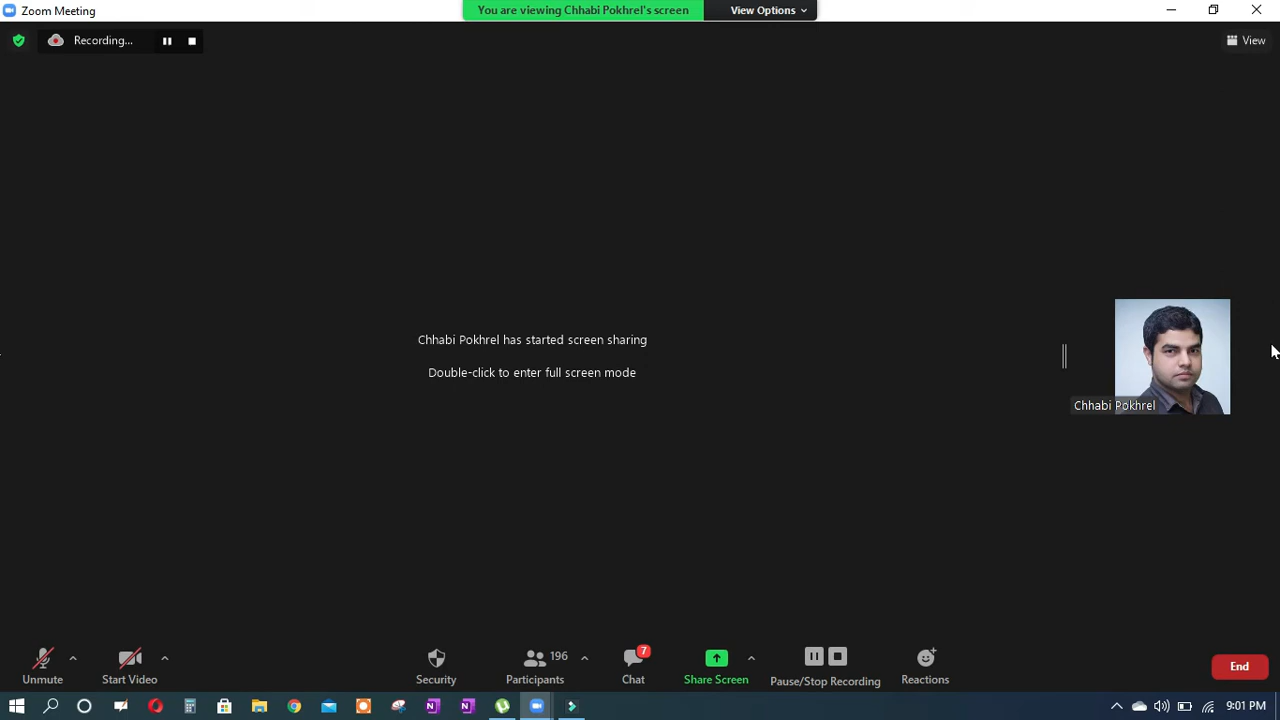 Zoom Meeting
You are viewing Chhabi Pokhrel's screen
View Options
Recording...
View
Chhabi Pokhrel has started screen sharing
Double-click to enter full screen mode
Chhabi Pokhrel
Unmute
Start Video
Security
196
Participants
7
Chat
Share Screen
Pause/Stop Recording
Reactions
End
N
N
9:01 PM